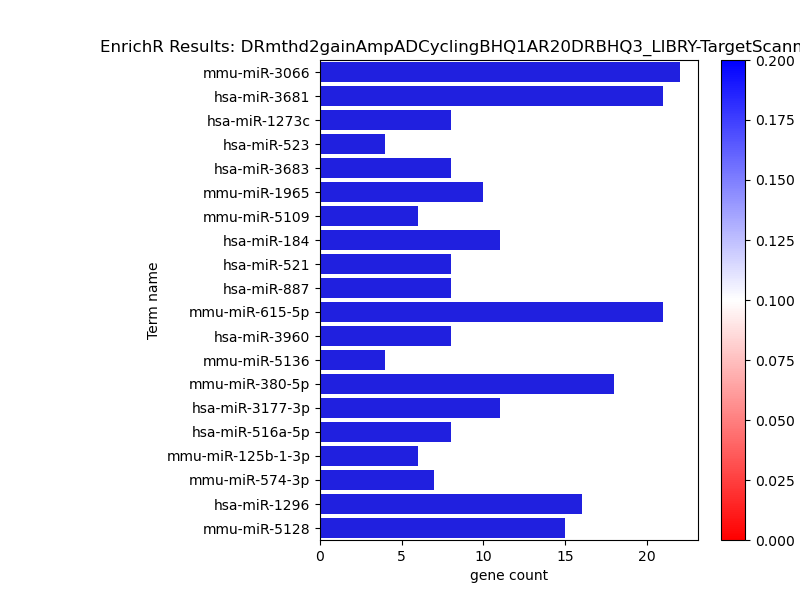 EnrichR Results: DRmthd2gainAmpADCyclingBHQ1AR20DRBHQ3_LIBRY-TargetScann
mmu-miR-3066
hsa-miR-3681
hsa-miR-1273c
hsa-miR-523
hsa-miR-3683
mmu-miR-1965
mmu-miR-5109
hsa-miR-184
hsa-miR-521
hsa-miR-887
mmu-miR-615-5p
hsa-miR-3960
mmu-miR-5136
mmu-miR-380-5p
hsa-miR-3177-3p
hsa-miR-516a-5p
mmu-miR-125b-1-3p
mmu-miR-574-3p
hsa-miR-1296
mmu-miR-5128
Term name
0 5 10 15 20
gene count
0.200
0.175
0.150
0.125
0.100
0.075
0.050
0.025
0.000